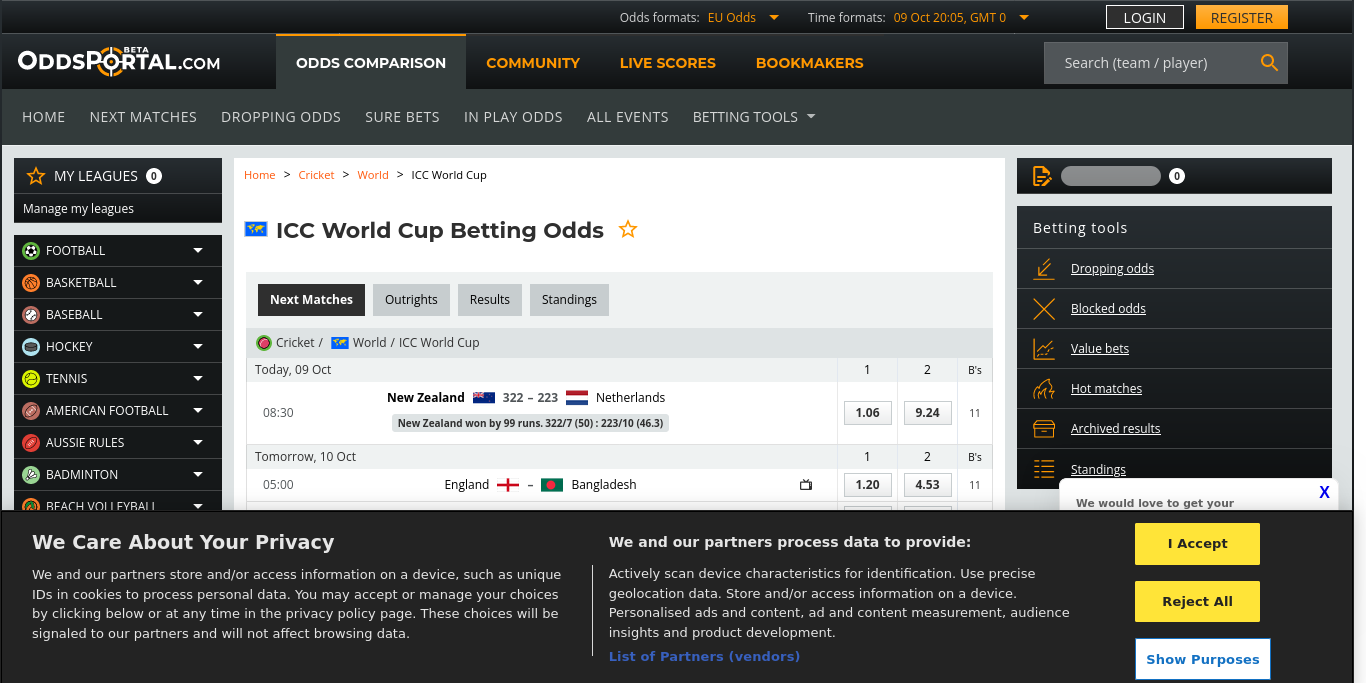 Odds formats: EU Odds Time formats: 09 Oct 20:05, GMT 0 LOGIN REGISTER
ODDSPORTAL.COM BETA
ODDS COMPARISON COMMUNITY LIVE SCORES BOOKMAKERS Search (team / player)
HOME NEXT MATCHES DROPPING ODDS SURE BETS IN PLAY ODDS ALL EVENTS BETTING TOOLS
MY LEAGUES 0
Manage my leagues
FOOTBALL
BASKETBALL
BASEBALL
HOCKEY
TENNIS
AMERICAN FOOTBALL
AUSSIE RULES
BADMINTON
BEACH VOLLEYBALL
Home > Cricket > World > ICC World Cup
ICC World Cup Betting Odds
Next Matches Outrights Results Standings
Cricket / World / ICC World Cup
Today, 09 Oct 1 2 B's
08:30 New Zealand 322 – 223 Netherlands 1.06 9.24 11
New Zealand won by 99 runs. 322/7 (50) : 223/10 (46.3)
Tomorrow, 10 Oct 1 2 B's
05:00 England – Bangladesh 1.20 4.53 11
0
Betting tools
Dropping odds
Blocked odds
Value bets
Hot matches
Archived results
Standings
X
We would love to get your
We Care About Your Privacy
We and our partners store and/or access information on a device, such as unique
IDs in cookies to process personal data. You may accept or manage your choices
by clicking below or at any time in the privacy policy page. These choices will be
signaled to our partners and will not affect browsing data.
We and our partners process data to provide:
Actively scan device characteristics for identification. Use precise
geolocation data. Store and/or access information on a device.
Personalised ads and content, ad and content measurement, audience
insights and product development.
List of Partners (vendors)
I Accept
Reject All
Show Purposes